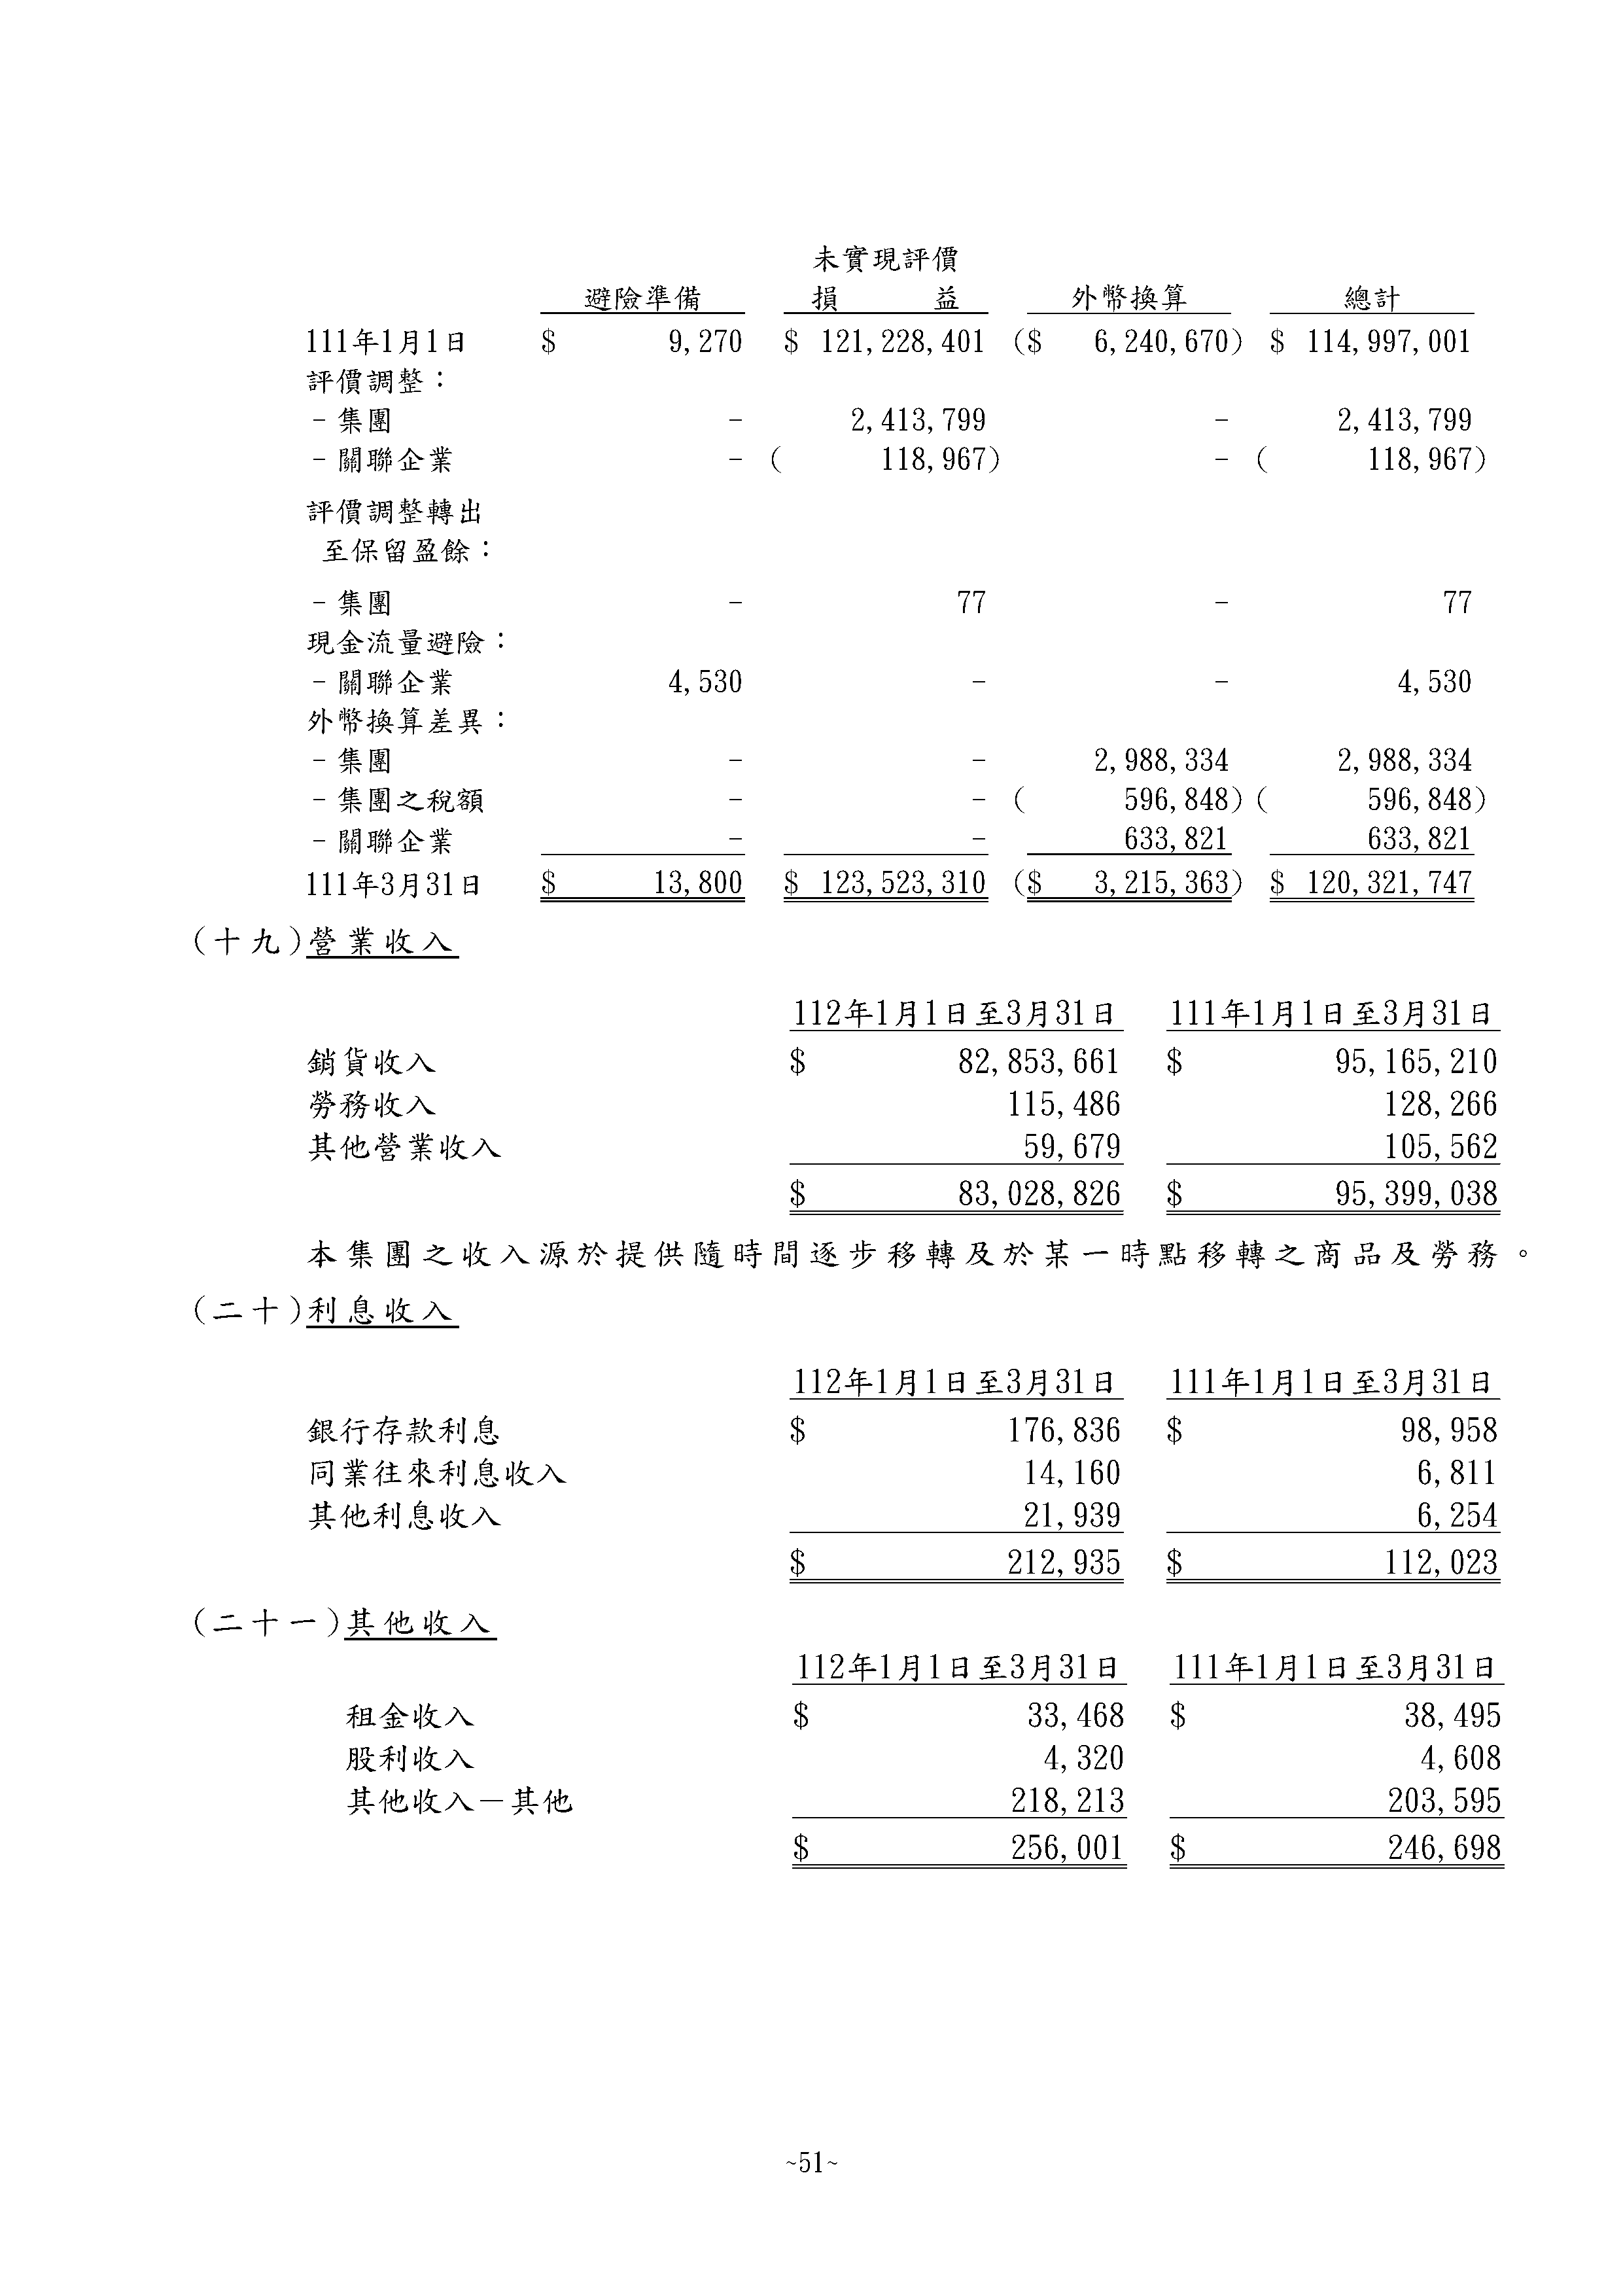 未實現評價
避險準備 損 益 外幣換算 總計
111年1月1日 $ 9,270 $ 121,228,401 ($ 6,240,670) $ 114,997,001
評價調整：
–集團 – 2,413,799 – 2,413,799
–關聯企業 – ( 118,967) – ( 118,967)
評價調整轉出
至保留盈餘：
–集團 – 77 – 77
現金流量避險：
–關聯企業 4,530 – – 4,530
外幣換算差異：
–集團 – – 2,988,334 2,988,334
–集團之稅額 – – ( 596,848) ( 596,848)
–關聯企業 – – 633,821 633,821
111年3月31日 $ 13,800 $ 123,523,310 ($ 3,215,363) $ 120,321,747
(十九)營業收入
112年1月1日至3月31日 111年1月1日至3月31日
銷貨收入 $ 82,853,661 $ 95,165,210
勞務收入 115,486 128,266
其他營業收入 59,679 105,562
$ 83,028,826 $ 95,399,038
本集團之收入源於提供隨時間逐步移轉及於某一時點移轉之商品及勞務。
(二十)利息收入
112年1月1日至3月31日 111年1月1日至3月31日
銀行存款利息 $ 176,836 $ 98,958
同業往來利息收入 14,160 6,811
其他利息收入 21,939 6,254
$ 212,935 $ 112,023
(二十一)其他收入
112年1月1日至3月31日 111年1月1日至3月31日
租金收入 $ 33,468 $ 38,495
股利收入 4,320 4,608
其他收入－其他 218,213 203,595
$ 256,001 $ 246,698
~51~